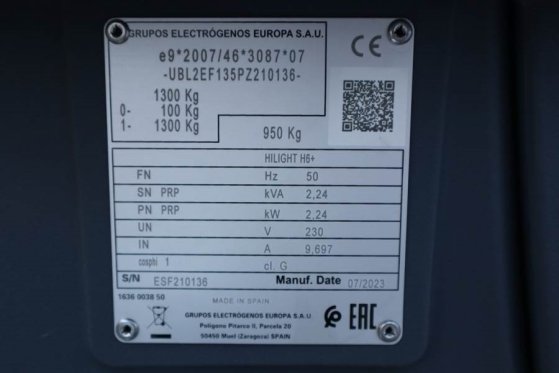 GRUPOS ELECTRÓGENOS EUROPA S.A.U.
e9*2007/46*3087*07
-UBL2EF135PZ210136-
1300 Kg
0- 100 Kg
1- 1300 Kg
950 Kg
CE
HILIGHT H6+
FN Hz 50
SN PRP kVA 2,24
PN PRP kW 2,24
UN V 230
IN A 9,697
cosphi 1 cl. G
S/N ESF210136 Manuf. Date 07/2023
1636 0038 50
MADE IN SPAIN
GRUPOS ELECTRÓGENOS EUROPA S.A.U
Polígono Pitarco II, Parcela 20
50450 Muel (Zaragoza) SPAIN
EAC